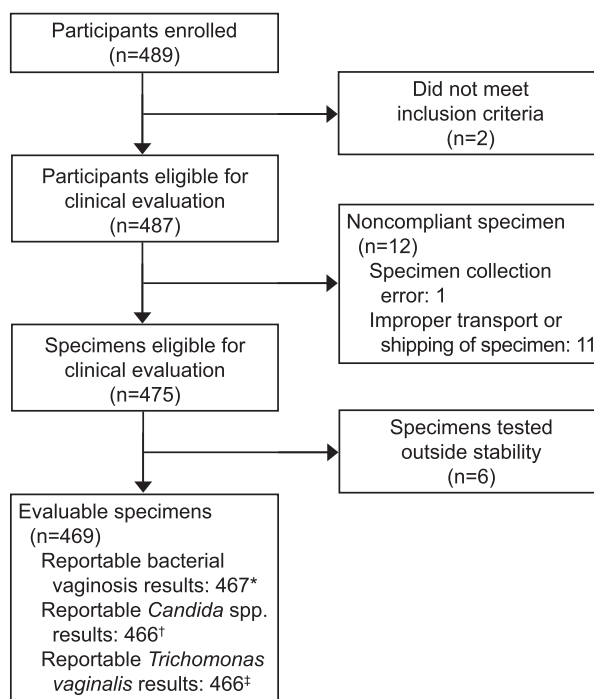 Participants enrolled
(n=489)
Did not meet
inclusion criteria
(n=2)
Participants eligible for
clinical evaluation
(n=487)
Noncompliant specimen
(n=12)
Specimen collection
error: 1
Improper transport or
shipping of specimen: 11
Specimens eligible for
clinical evaluation
(n=475)
Specimens tested
outside stability
(n=6)
Evaluable specimens
(n=469)
Reportable bacterial
vaginosis results: 467*
Reportable Candida spp.
results: 466†
Reportable Trichomonas
vaginalis results: 466‡